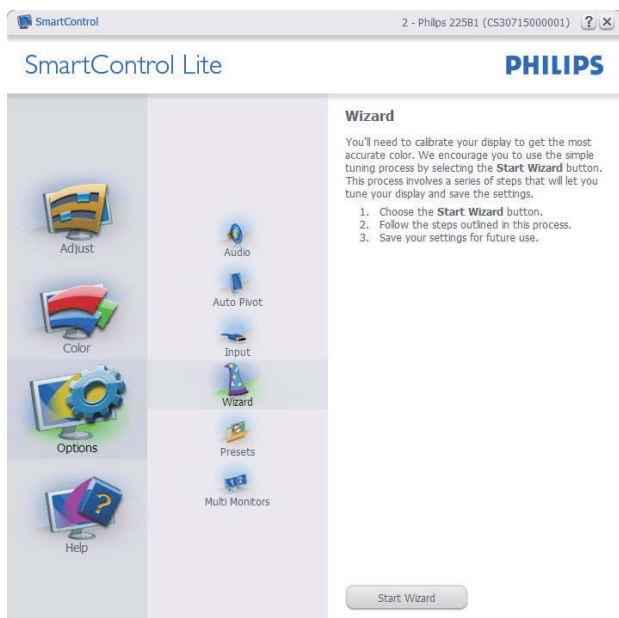 SmartControl
2 - Philips 225B1 (CS30715000001)
? X
SmartControl Lite
PHILIPS
Adjust
Color
Options
?
Help
Audio
Auto Pivot
Input
Wizard
Presets
1 2
Multi Monitors
Wizard
You'll need to calibrate your display to get the most
accurate color. We encourage you to use the simple
tuning process by selecting the Start Wizard button.
This process involves a series of steps that will let you
tune your display and save the settings.
1. Choose the Start Wizard button.
2. Follow the steps outlined in this process.
3. Save your settings for future use.
Start Wizard